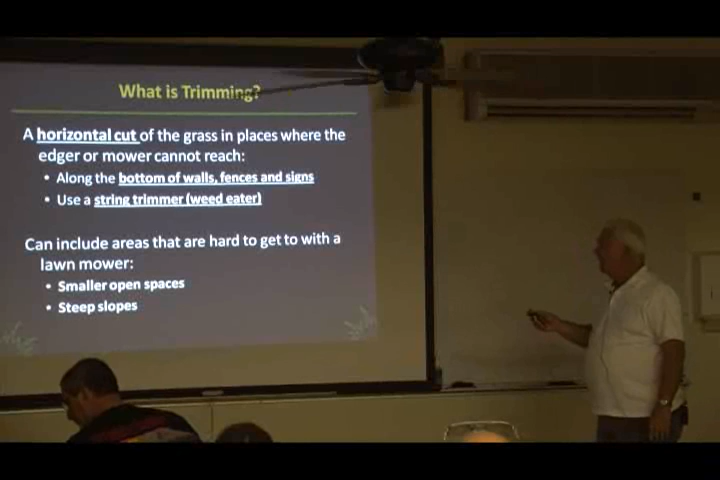 What is Trimming?
A horizontal cut of the grass in places where the
edger or mower cannot reach:
• Along the bottom of walls, fences and signs
• Use a string trimmer (weed eater)
Can include areas that are hard to get to with a
lawn mower:
• Smaller open spaces
• Steep slopes